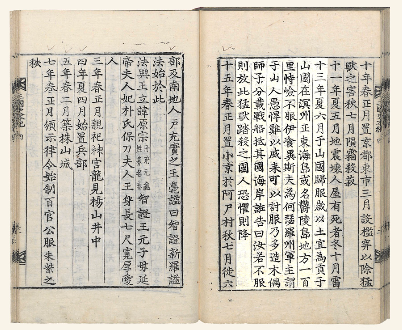 十年春正月置京都東市三月設檻穽以除猛
獸之害秋七月隕霜殺菽
十一年夏五月地震壞人屋有死者冬十月雷
十三年夏六月于山國歸服歲以土宜爲貢于
山國在溟州正東海島或名鬱陵島地方一百
里恃嶮不服伊飡異斯夫爲何瑟羅州軍主謂
于山人愚悍難以威來可以計服乃多造木偶
師子分載戰船抵其國海岸誑告曰汝若不服
則放此猛獸踏殺之國人恐懼則降
十五年春正月置小京於阿尸村秋七月徙六
部及南地人戶充實之王薨諡曰智證新羅諡
法始於此
法興王立諱原宗智證王元子母延
帝夫人妃朴氏保刀夫人王身長七尺寬厚愛
人
三年春正月親祀神宮龍見楊山井中
四年夏四月始置兵部
五年春二月築株山城
七年春正月頒示律令始制百官公服朱紫之
秩